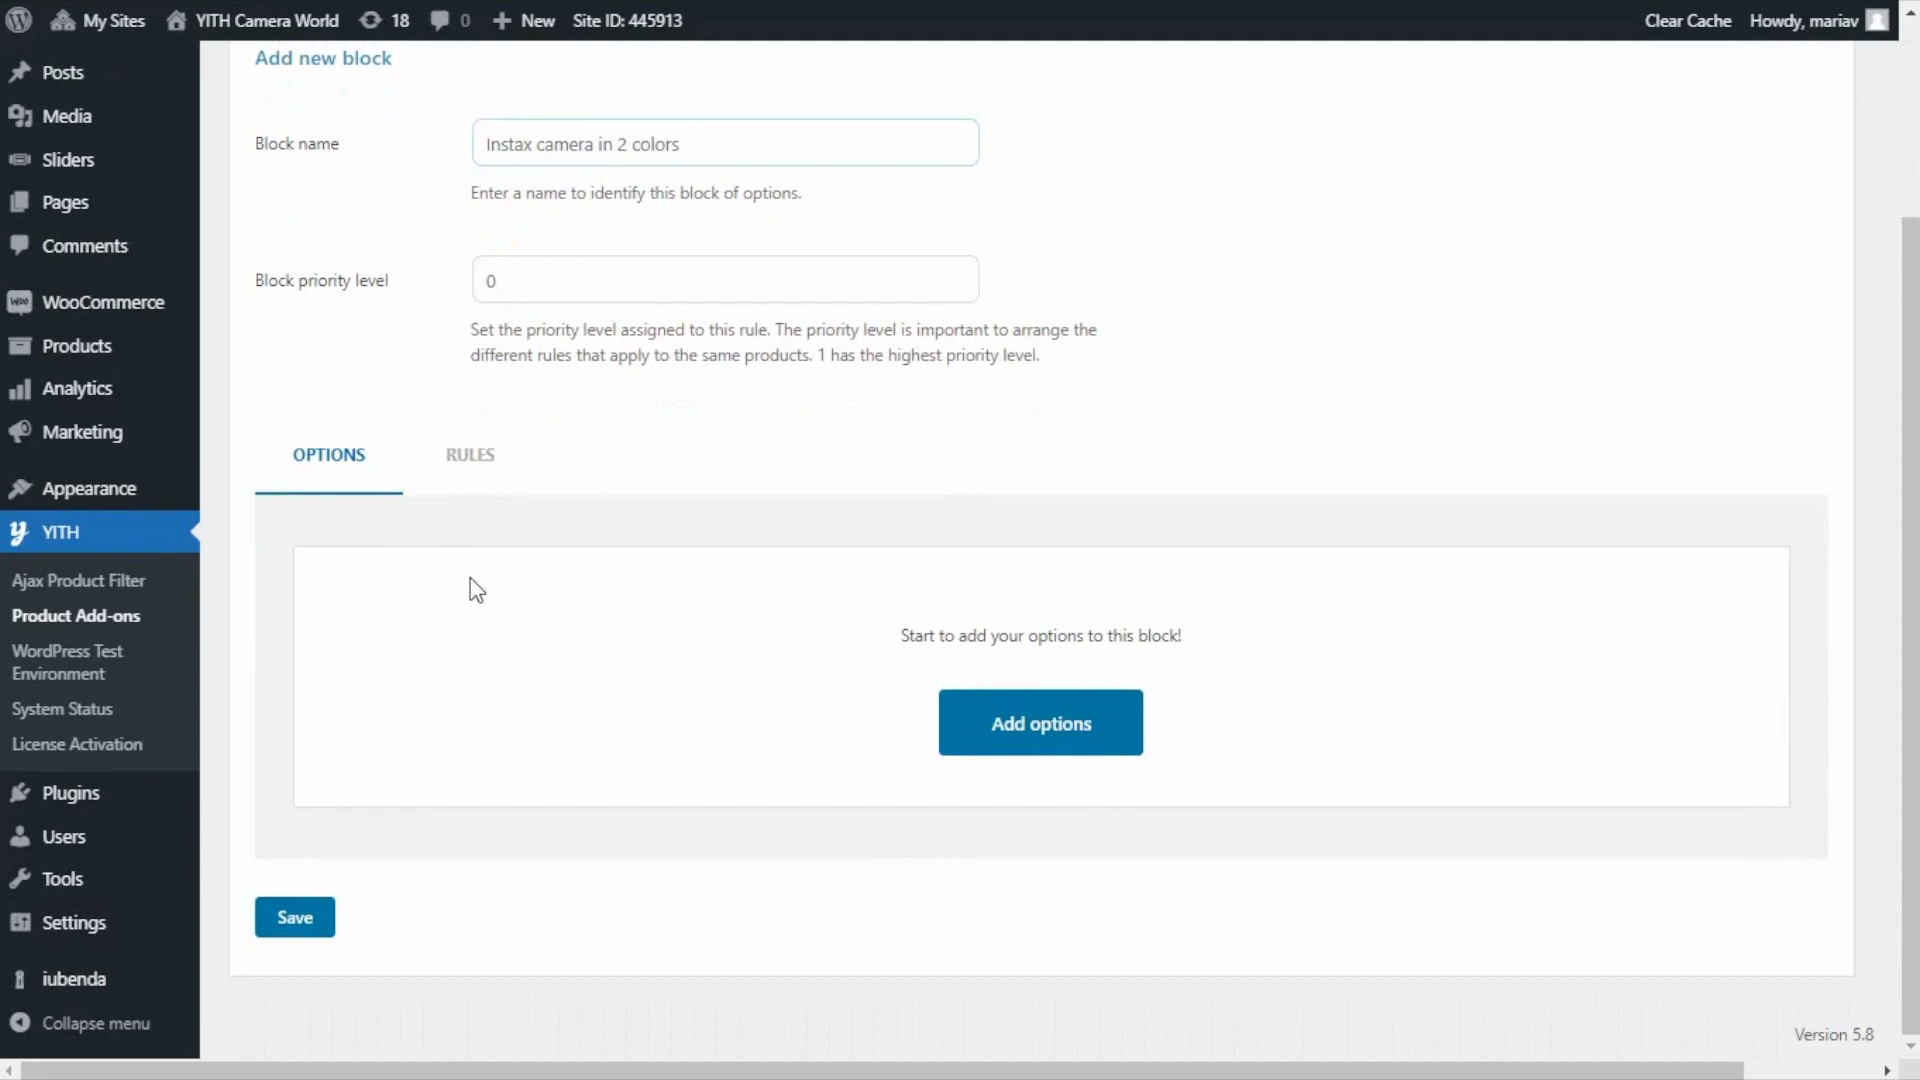 My Sites YITH Camera World 18 0 New Site ID: 445913 Clear Cache Howdy, mariav
Posts
Media
Sliders
Pages
Comments
WooCommerce
Products
Analytics
Marketing
Appearance
YITH
Ajax Product Filter
Product Add-ons
WordPress Test
Environment
System Status
License Activation
Plugins
Users
Tools
Settings
iubenda
Collapse menu
Add new block
Block name
Instax camera in 2 colors
Enter a name to identify this block of options.
Block priority level
0
Set the priority level assigned to this rule. The priority level is important to arrange the
different rules that apply to the same products. 1 has the highest priority level.
OPTIONS RULES
Start to add your options to this block!
Add options
Save
Version 5.8